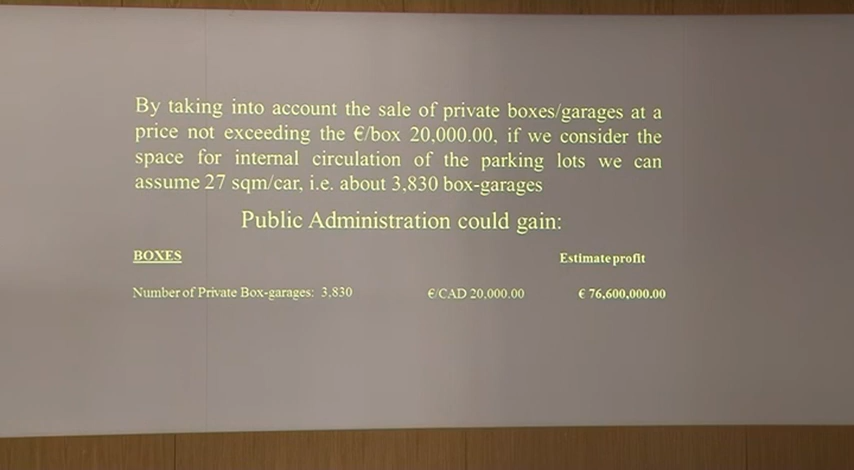 By taking into account the sale of private boxes/garages at a
price not exceeding the €/box 20,000.00, if we consider the
space for internal circulation of the parking lots we can
assume 27 sqm/car, i.e. about 3,830 box-garages
Public Administration could gain:
BOXES Estimate profit
Number of Private Box-garages: 3,830 €/CAD 20,000.00 € 76,600,000.00